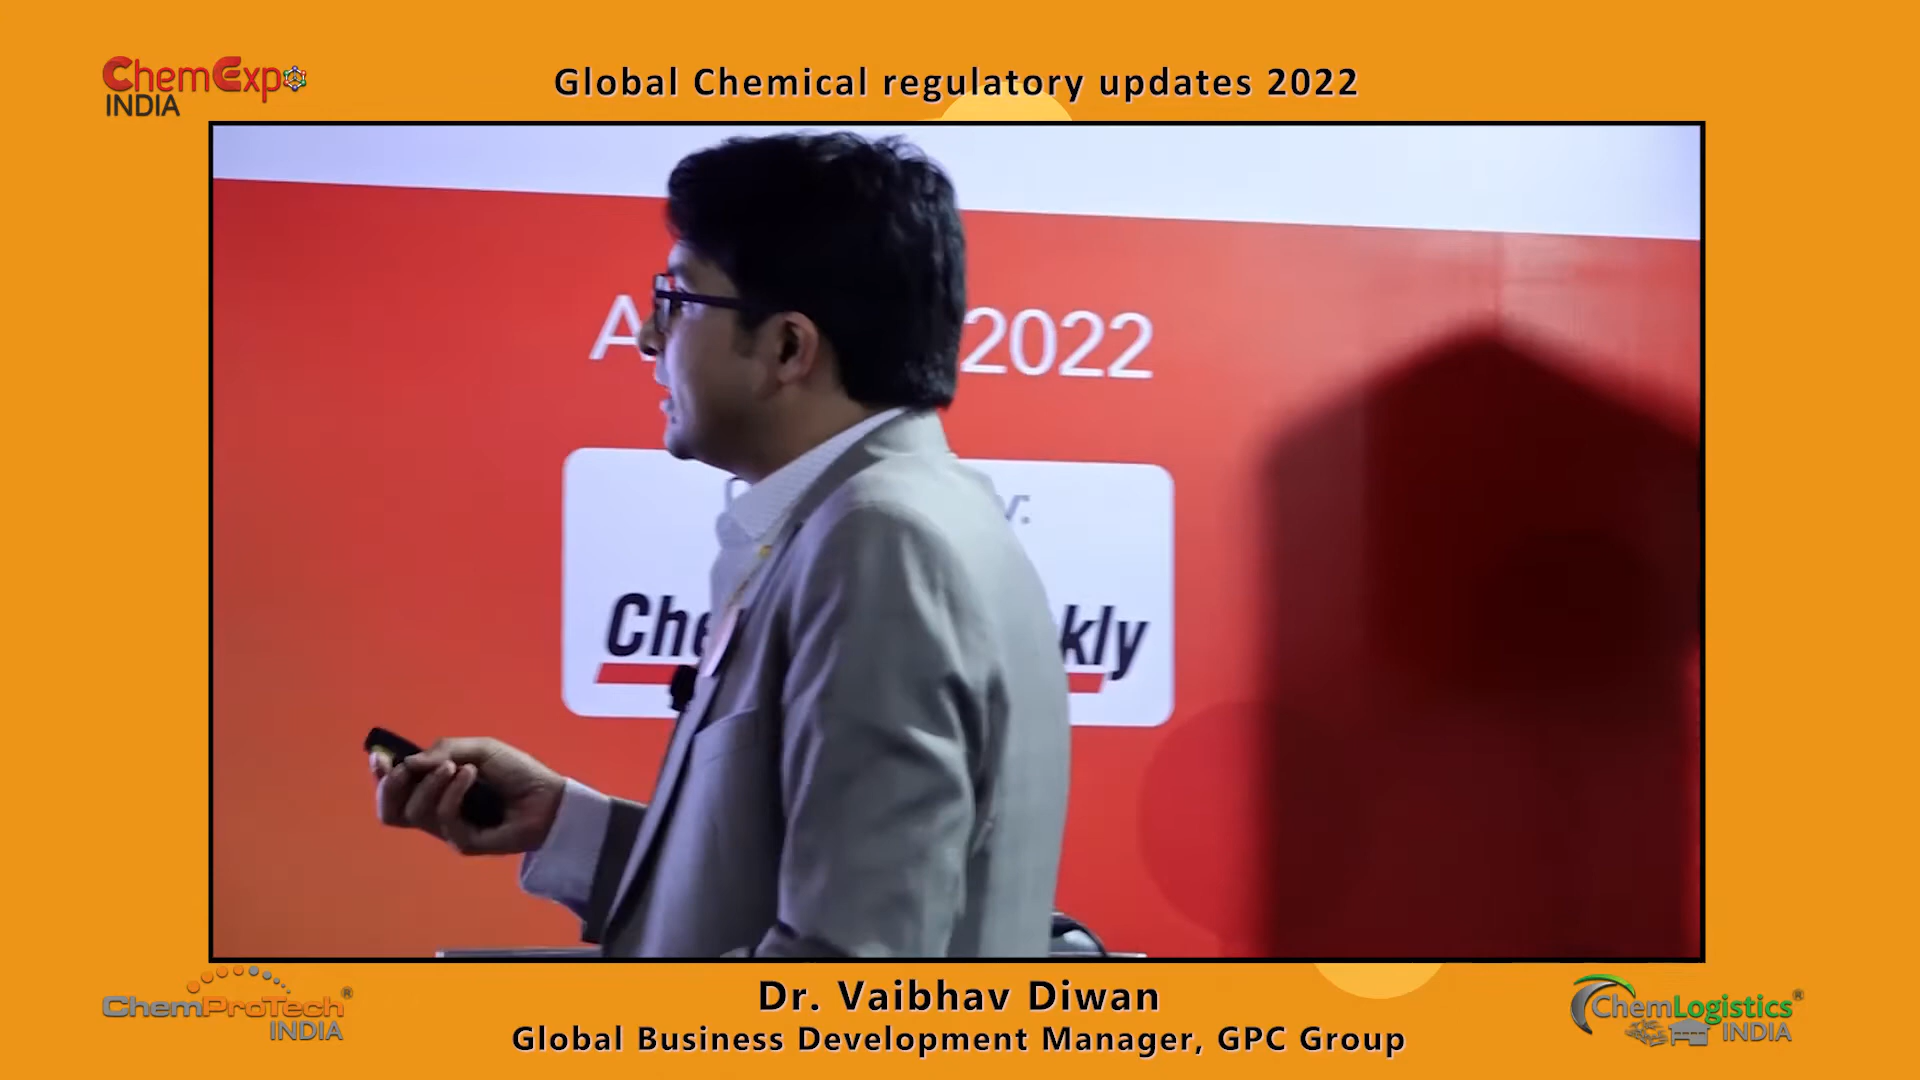 ChemExpo
INDIA
Global Chemical regulatory updates 2022
2022
ChemProTech®
INDIA
Dr. Vaibhav Diwan
Global Business Development Manager, GPC Group
ChemLogistics®
INDIA